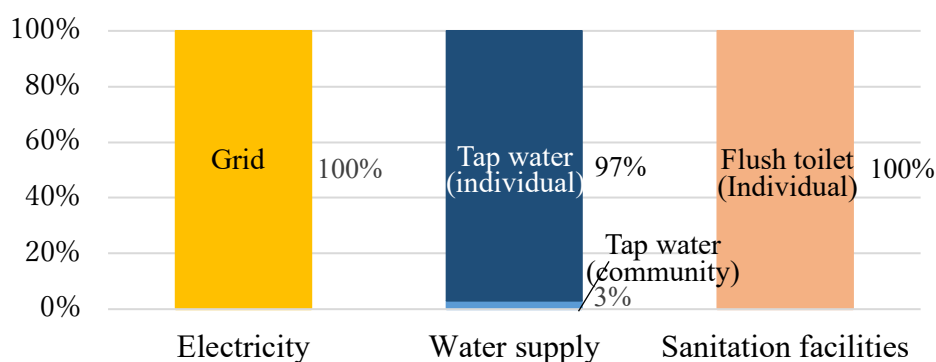 100%
80%
60%
40%
20%
0%
Grid
100%
Tap water
(individual)
97%
Tap water
(community)
3%
Flush toilet
(Individual)
100%
Electricity
Water supply
Sanitation facilities